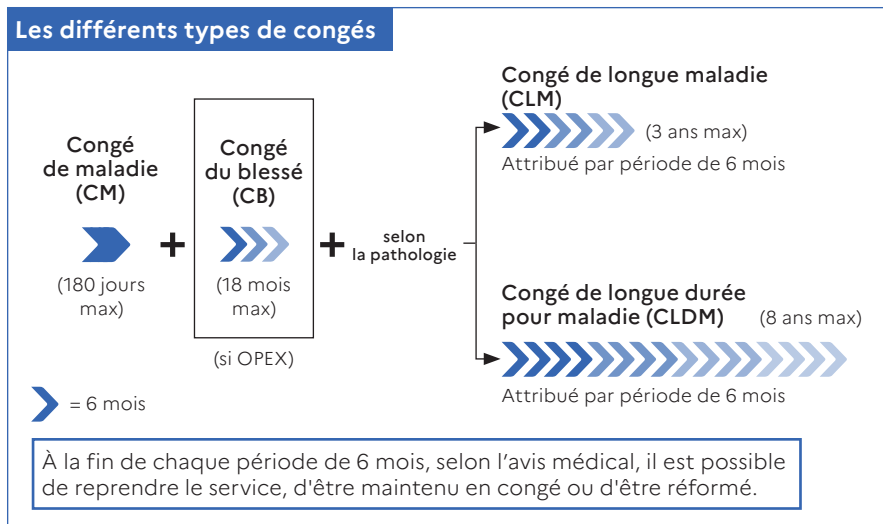 Les différents types de congés
Congé
de maladie
(CM)
(180 jours
max)
+
Congé
du blessé
(CB)
(18 mois
max)
(si OPEX)
+
selon
la pathologie
Congé de longue maladie
(CLM)
(3 ans max)
Attribué par période de 6 mois
Congé de longue durée
pour maladie (CLDM) (8 ans max)
Attribué par période de 6 mois
= 6 mois
À la fin de chaque période de 6 mois, selon l’avis médical, il est possible
de reprendre le service, d'être maintenu en congé ou d'être réformé.